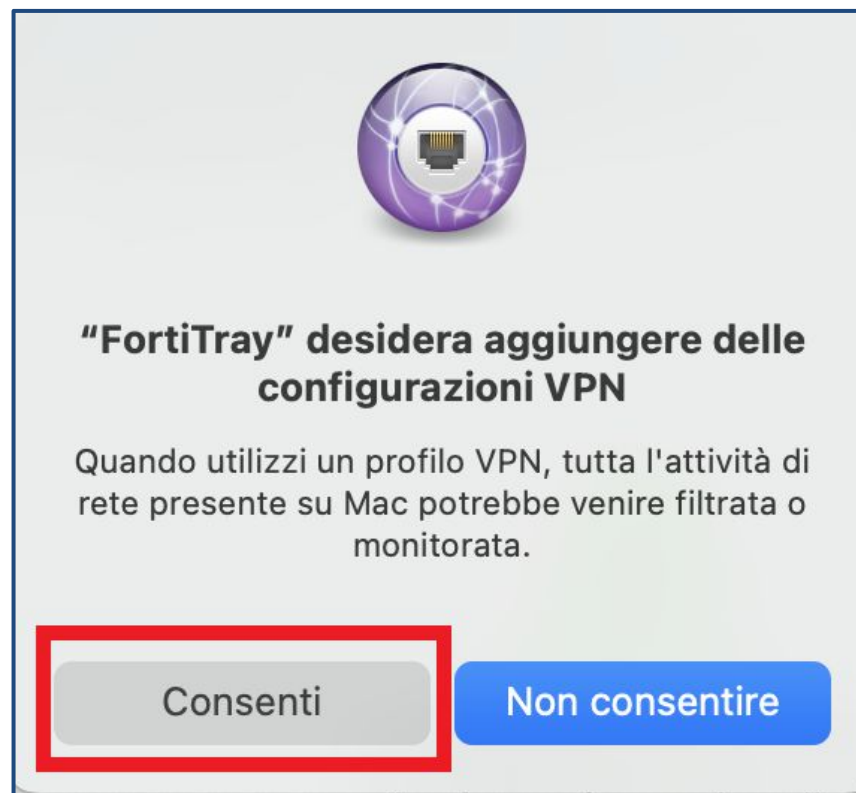 “FortiTray” desidera aggiungere delle
configurazioni VPN
Quando utilizzi un profilo VPN, tutta l'attività di
rete presente su Mac potrebbe venire filtrata o
monitorata.
Consenti
Non consentire